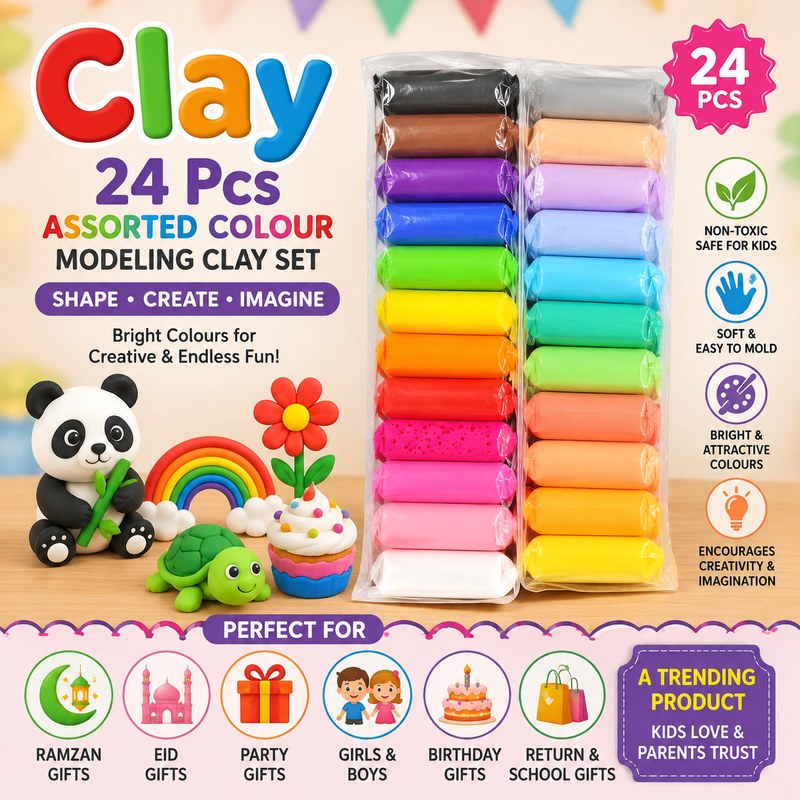 Clay
24 Pcs
ASSORTED COLOUR
MODELING CLAY SET
SHAPE • CREATE • IMAGINE
Bright Colours for
Creative & Endless Fun!
24
PCS
NON-TOXIC
SAFE FOR KIDS
SOFT &
EASY TO MOLD
BRIGHT &
ATTRACTIVE
COLOURS
ENCOURAGES
CREATIVITY &
IMAGINATION
PERFECT FOR
RAMZAN
GIFTS
EID
GIFTS
PARTY
GIFTS
GIRLS &
BOYS
BIRTHDAY
GIFTS
RETURN &
SCHOOL GIFTS
A TRENDING
PRODUCT
KIDS LOVE &
PARENTS TRUST